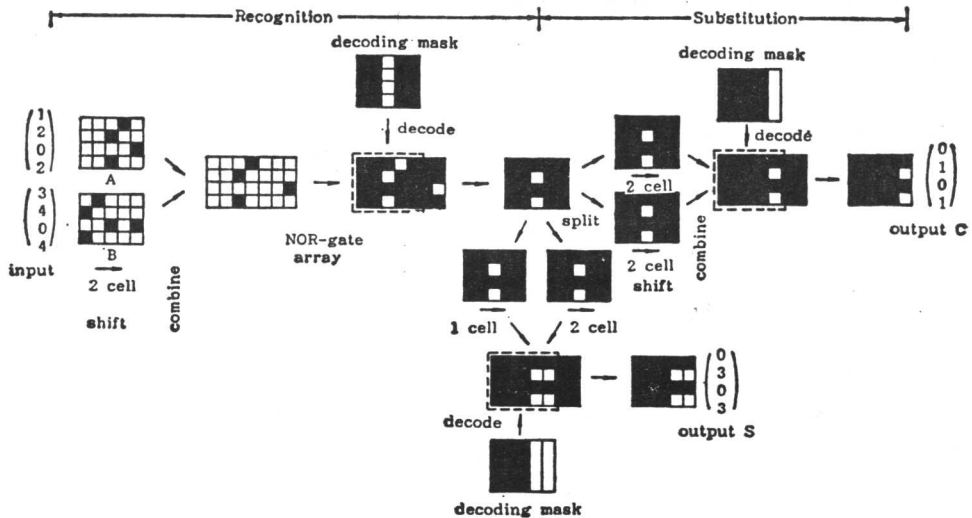 Recognition
Substitution
decoding mask
decoding mask
decode
decode
1
2
0
2
A
3
4
0
4
B
input
2 cell
shift
combine
NOR-gate
array
split
2 cell
2 cell
shift
combine
0
1
0
1
output C
1 cell
2 cell
decode
0
3
0
3
output S
decoding mask